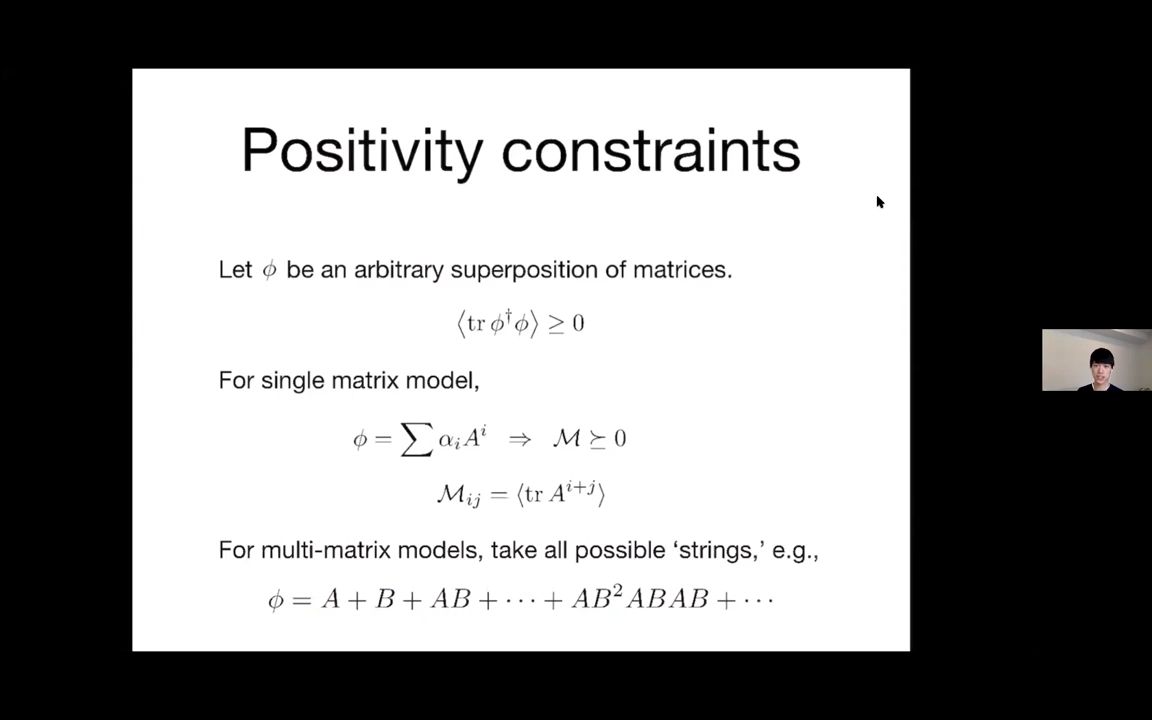 Positivity constraints
Let ϕ be an arbitrary superposition of matrices.
⟨tr ϕ†ϕ⟩ ≥ 0
For single matrix model,
ϕ = ∑ αᵢAⁱ ⇒ ℳ ⪰ 0
ℳᵢⱼ = ⟨tr Aⁱ⁺ʲ⟩
For multi-matrix models, take all possible ‘strings,’ e.g.,
ϕ = A + B + AB + ⋯ + AB²ABAB + ⋯